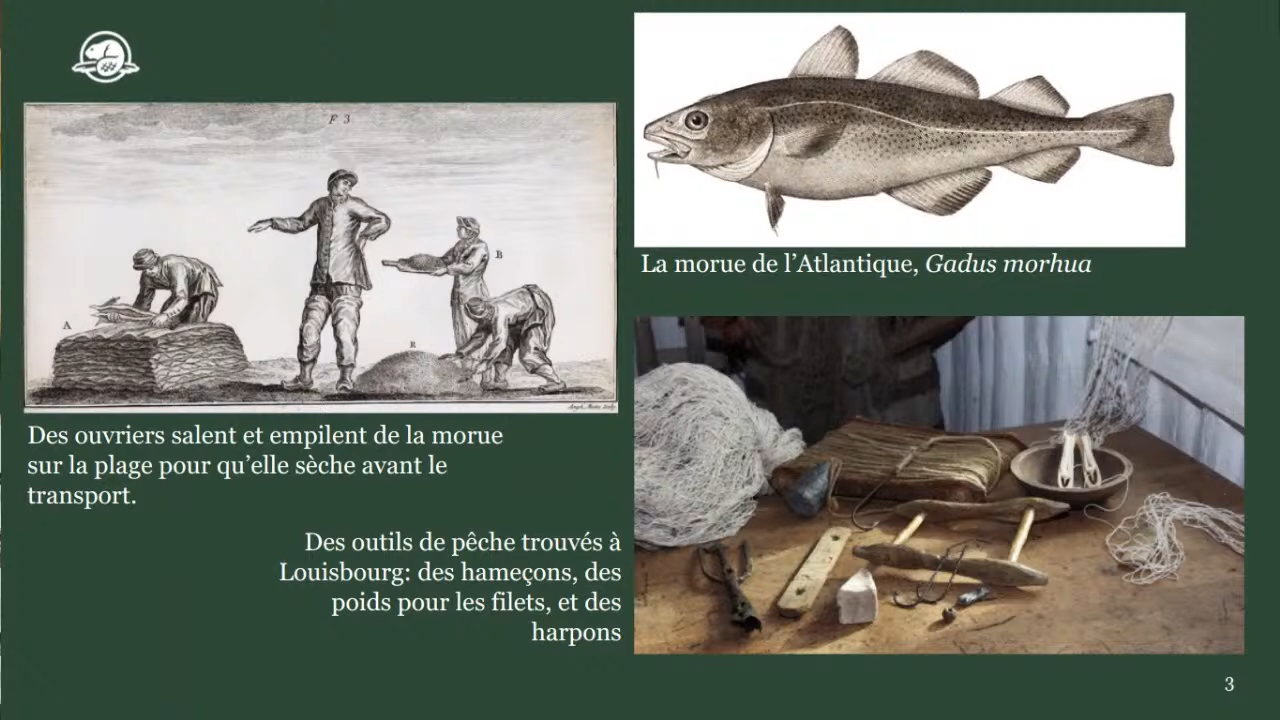 F 3
A
B
R
Des ouvriers salent et empilent de la morue
sur la plage pour qu'elle sèche avant le
transport.
La morue de l'Atlantique, Gadus morhua
Des outils de pêche trouvés à
Louisbourg: des hameçons, des
poids pour les filets, et des
harpons
3